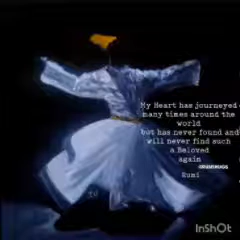 My Heart has journeyed
many times around the
world
but has never found and
will never find such
a Beloved
again
Rumi
InShOt